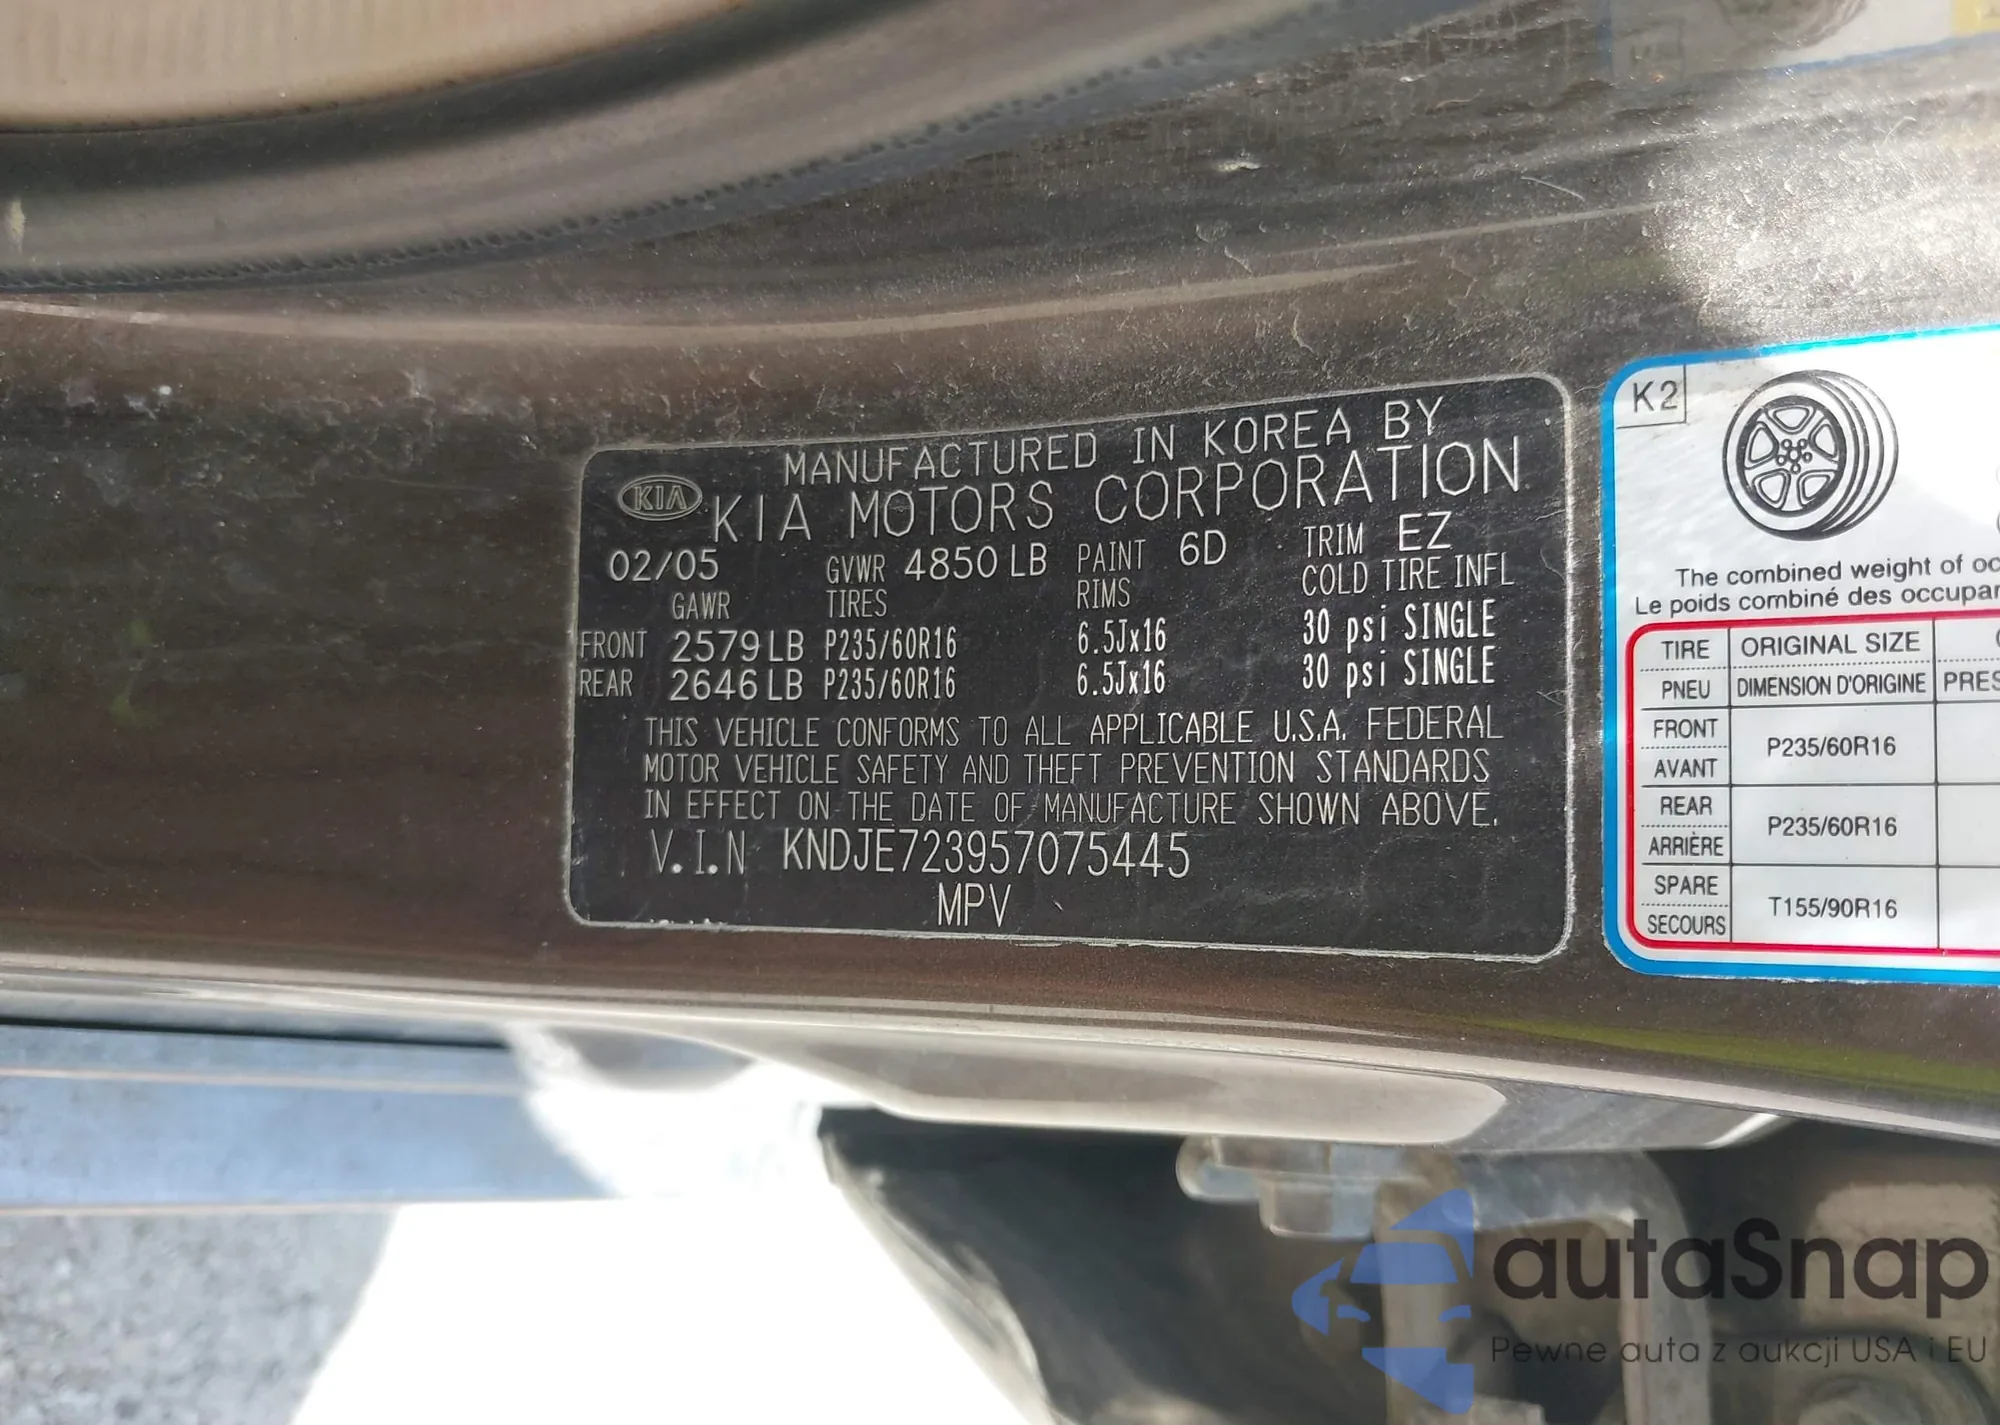 MANUFACTURED IN KOREA BY
KIA KIA MOTORS CORPORATION
02/05 GVWR 4850 LB PAINT 6D TRIM EZ
GAWR TIRES RIMS COLD TIRE INFL
FRONT 2579 LB P235/60R16 6.5Jx16 30 psi SINGLE
REAR 2646 LB P235/60R16 6.5Jx16 30 psi SINGLE
THIS VEHICLE CONFORMS TO ALL APPLICABLE U.S.A. FEDERAL
MOTOR VEHICLE SAFETY AND THEFT PREVENTION STANDARDS
IN EFFECT ON THE DATE OF MANUFACTURE SHOWN ABOVE.
V.I.N KNDJE723957075445
MPV
K2
The combined weight of oc
Le poids combiné des occupan
TIRE ORIGINAL SIZE
PNEU DIMENSION D'ORIGINE PRES
FRONT
AVANT P235/60R16
REAR
ARRIÈRE P235/60R16
SPARE
SECOURS T155/90R16
autaSnap
Pewne auta z aukcji USA i EU